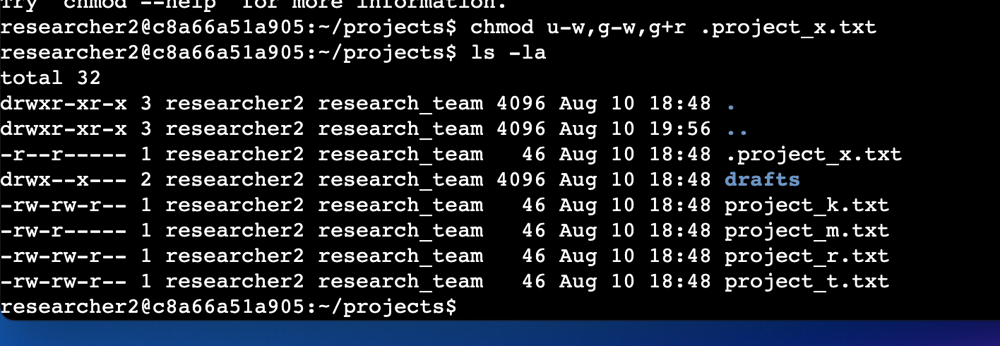 Try 'chmod --help' for more information.
researcher2@c8a66a51a905:~/projects$ chmod u-w,g-w,g+r .project_x.txt
researcher2@c8a66a51a905:~/projects$ ls -la
total 32
drwxr-xr-x 3 researcher2 research_team 4096 Aug 10 18:48 .
drwxr-xr-x 3 researcher2 research_team 4096 Aug 10 19:56 ..
-r--r----- 1 researcher2 research_team   46 Aug 10 18:48 .project_x.txt
drwx--x--- 2 researcher2 research_team 4096 Aug 10 18:48 drafts
-rw-rw-r-- 1 researcher2 research_team   46 Aug 10 18:48 project_k.txt
-rw-r----- 1 researcher2 research_team   46 Aug 10 18:48 project_m.txt
-rw-rw-r-- 1 researcher2 research_team   46 Aug 10 18:48 project_r.txt
-rw-rw-r-- 1 researcher2 research_team   46 Aug 10 18:48 project_t.txt
researcher2@c8a66a51a905:~/projects$